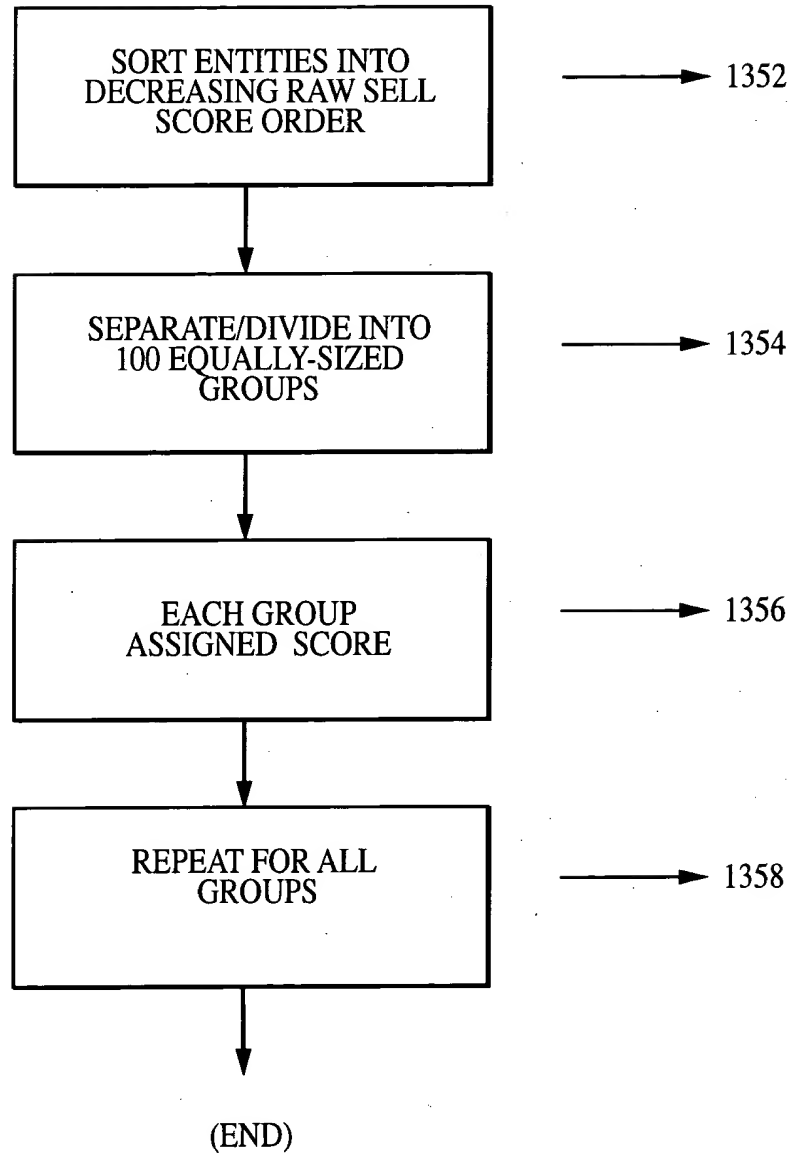 SORT ENTITIES INTO
DECREASING RAW SELL
SCORE ORDER
1352
SEPARATE/DIVIDE INTO
100 EQUALLY-SIZED
GROUPS
1354
EACH GROUP
ASSIGNED SCORE
1356
REPEAT FOR ALL
GROUPS
1358
(END)